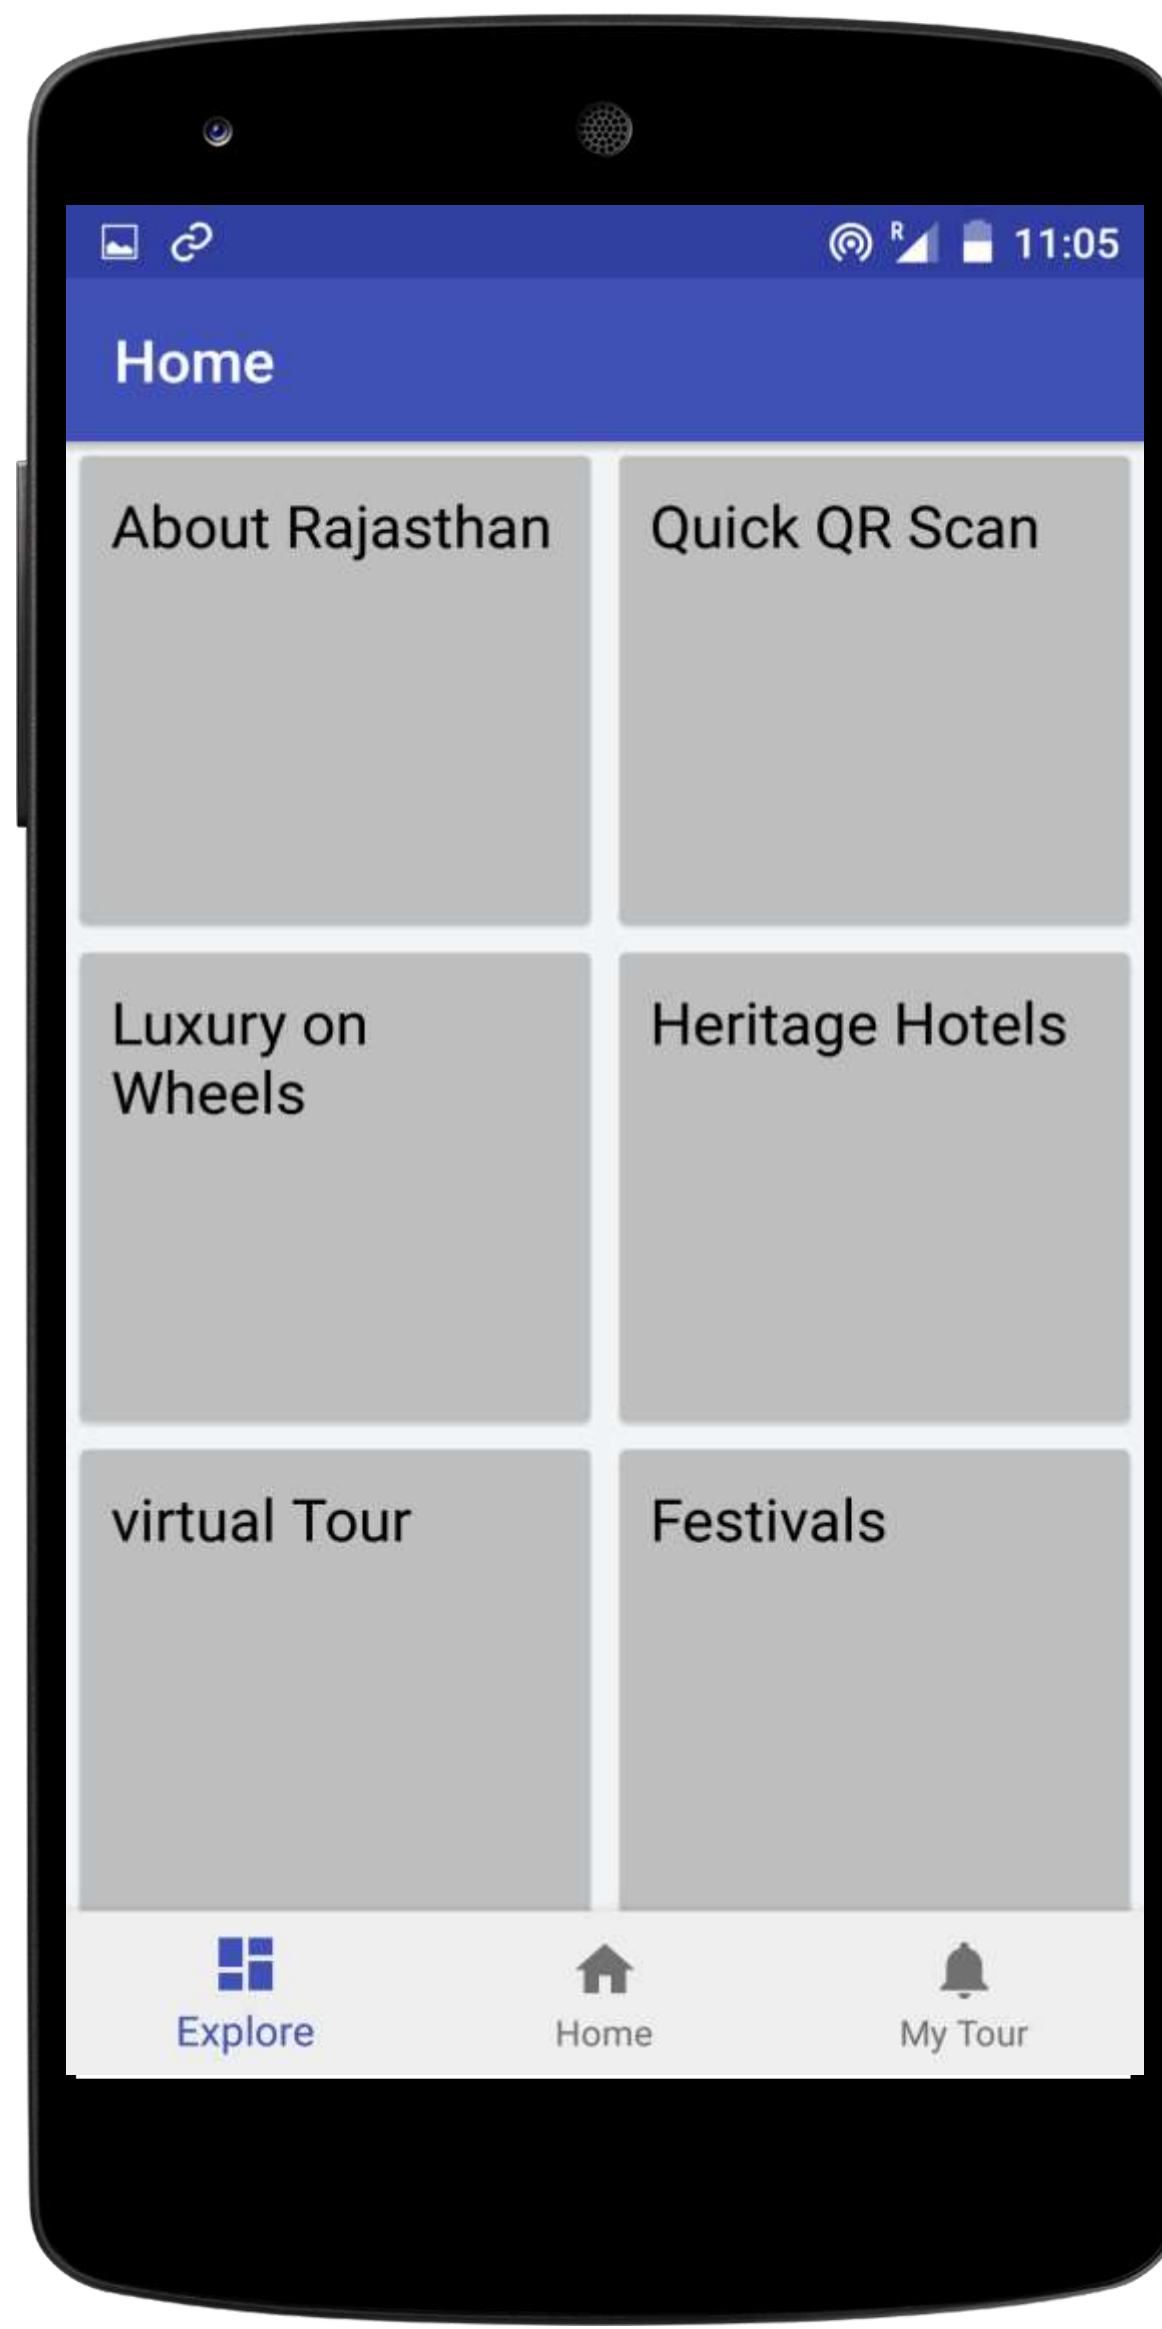 R 11:05
Home
About Rajasthan
Quick QR Scan
Luxury on
Wheels
Heritage Hotels
virtual Tour
Festivals
Explore
Home
My Tour